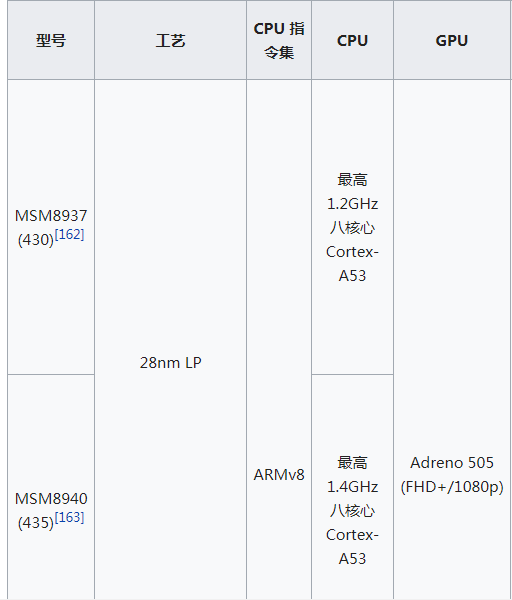 型号
工艺
CPU 指
令集
CPU
GPU
MSM8937
(430)[162]
28nm LP
ARMv8
最高
1.2GHz
八核心
Cortex-
A53
Adreno 505
(FHD+/1080p)
MSM8940
(435)[163]
最高
1.4GHz
八核心
Cortex-
A53